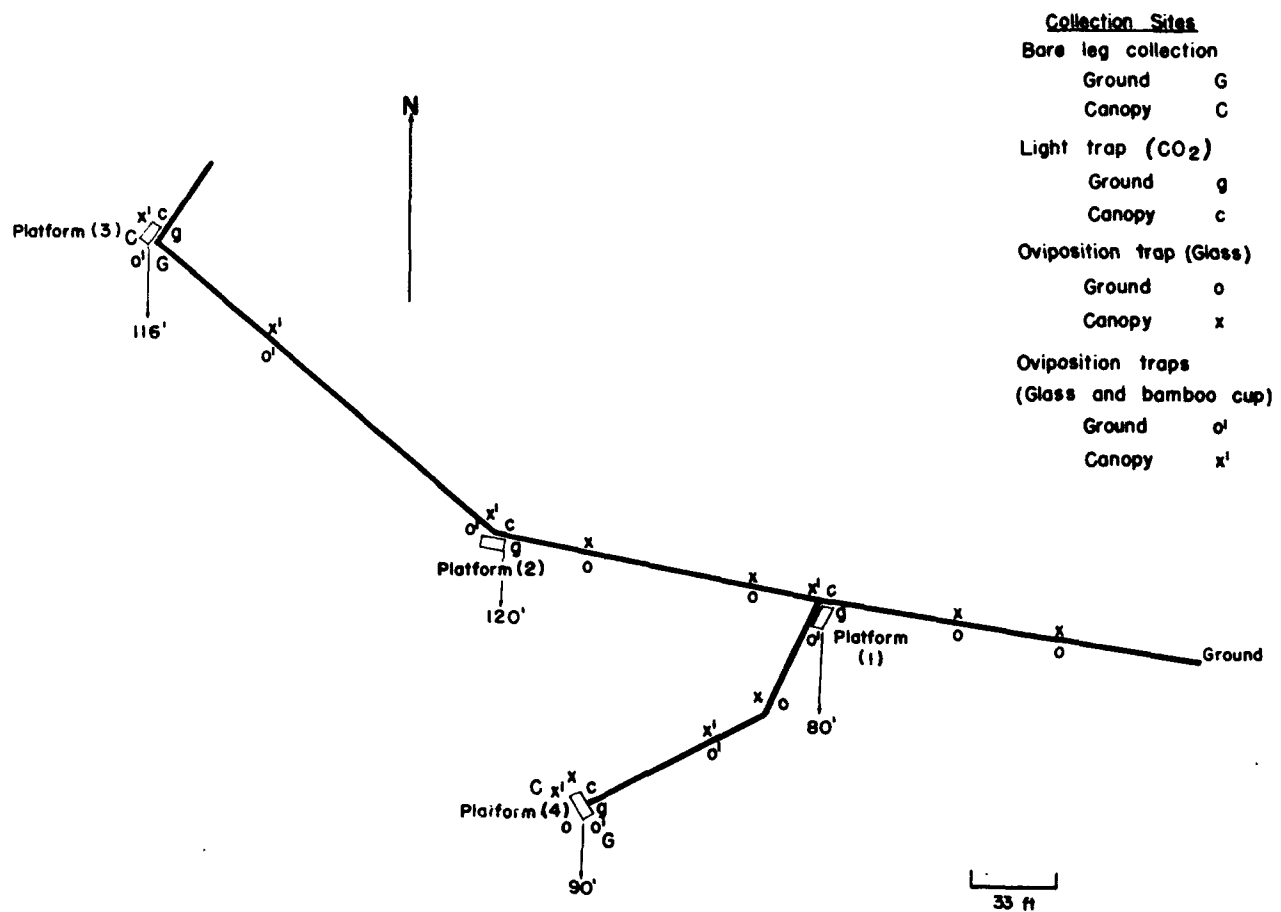 Collection Sites
Bare leg collection
Ground G
Canopy C
Light trap (CO2)
Ground g
Canopy c
Oviposition trap (Glass)
Ground o
Canopy x
Oviposition traps
(Glass and bamboo cup)
Ground o'
Canopy x'
N
x' c
Platform (3) C g
o' G
116'
x'
o'
x' c
o' g
Platform (2)
120'
x
o
x
o
x' c
g
o' Platform
(1)
80'
x
o
x
o
Ground
x o
x'
o'
C x' x c
Platform (4) g
o o' G
90'
33 ft